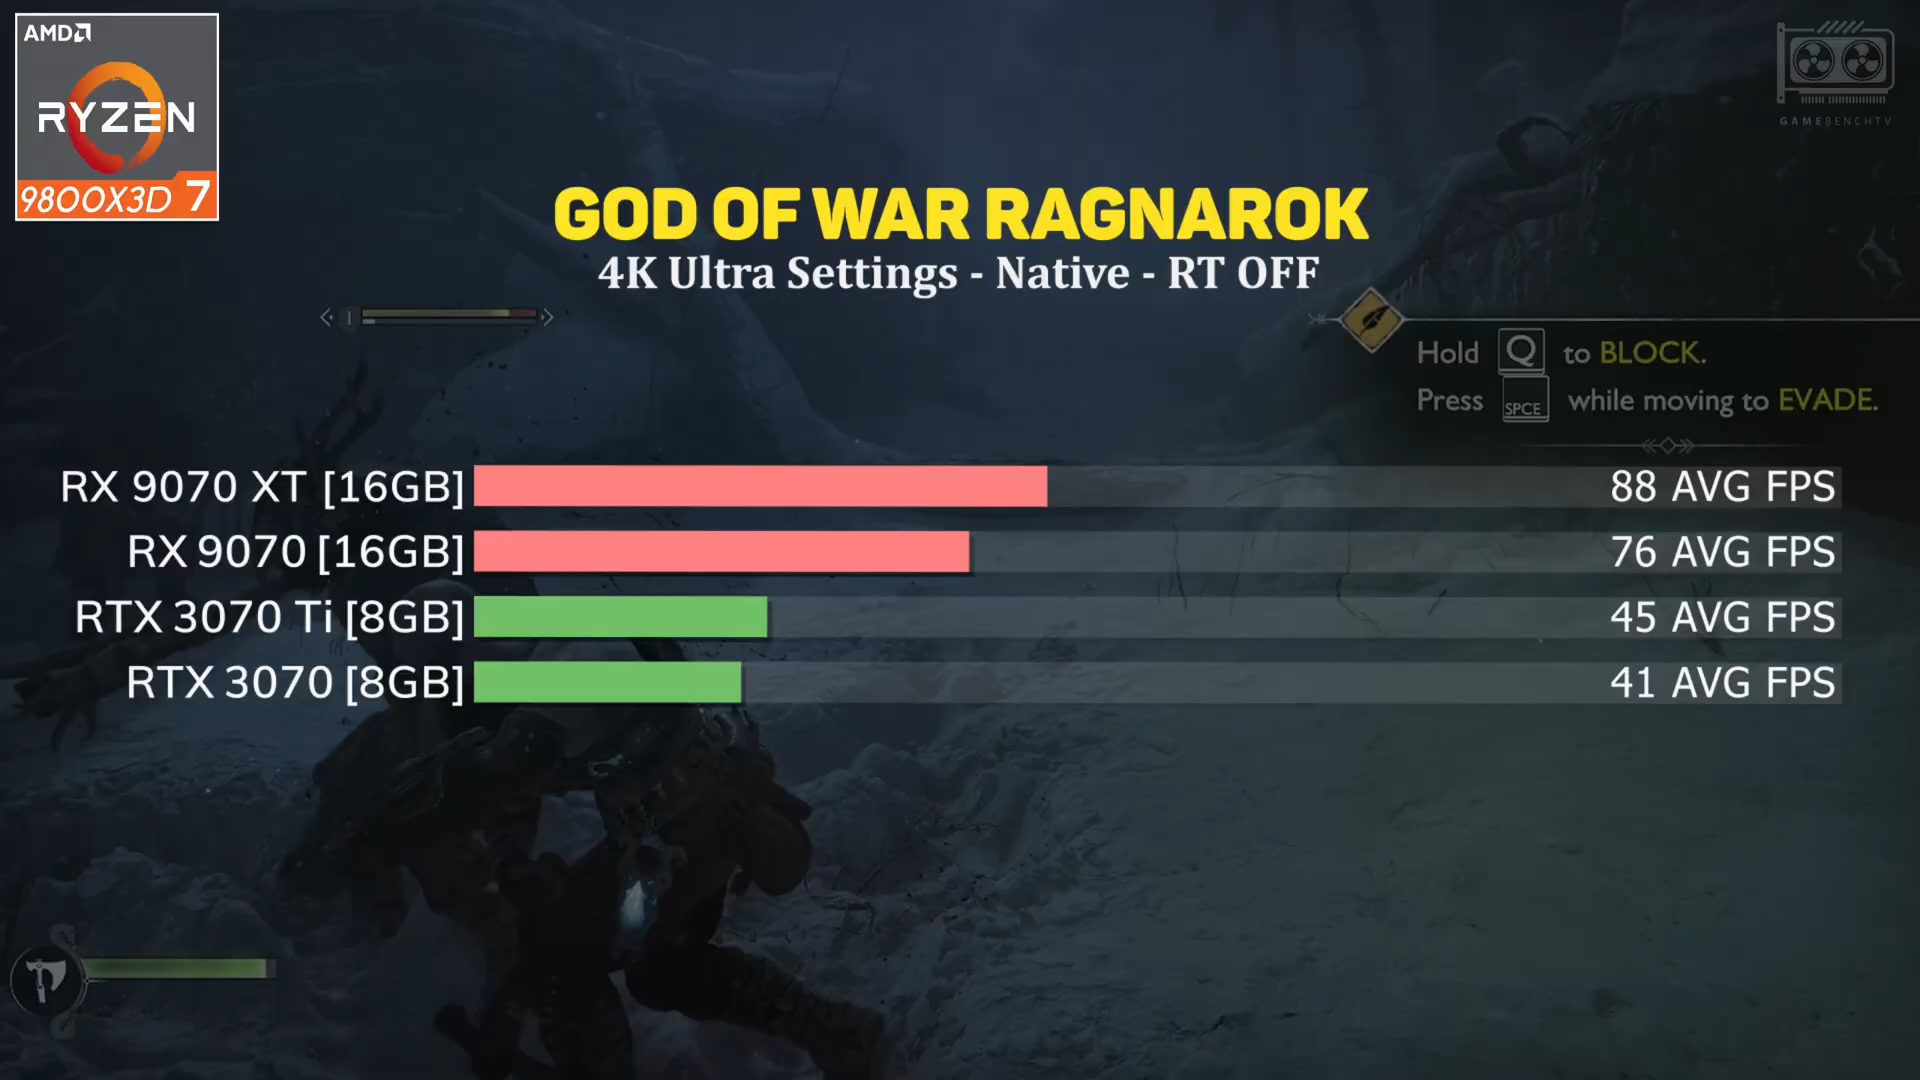 AMD
RYZEN
9800X3D 7
GAMEBENCHTV
GOD OF WAR RAGNAROK
4K Ultra Settings - Native - RT OFF
Hold Q to BLOCK.
Press SPCE while moving to EVADE.
RX 9070 XT [16GB] 88 AVG FPS
RX 9070 [16GB] 76 AVG FPS
RTX 3070 Ti [8GB] 45 AVG FPS
RTX 3070 [8GB] 41 AVG FPS